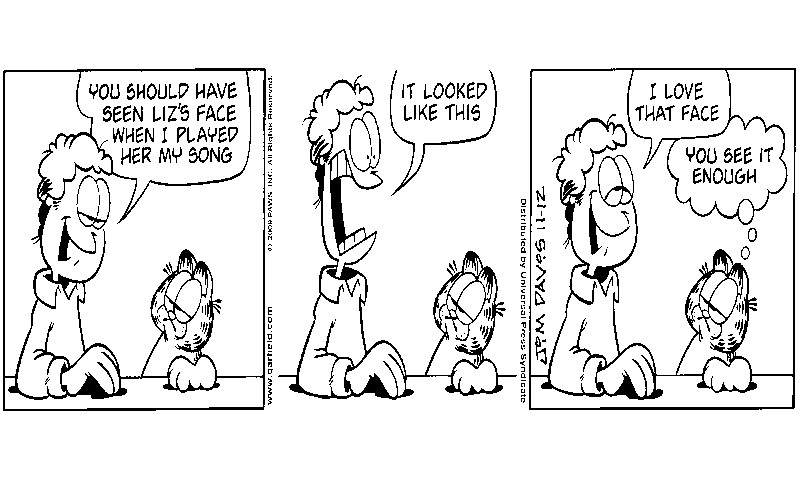 YOU SHOULD HAVE
SEEN LIZ'S FACE
WHEN I PLAYED
HER MY SONG
www.garfield.com
© 2009 PAWS, INC. All Rights Reserved.
IT LOOKED
LIKE THIS
Distributed by Universal Press Syndicate
JIM DAVIS 11-12
I LOVE
THAT FACE
YOU SEE IT
ENOUGH